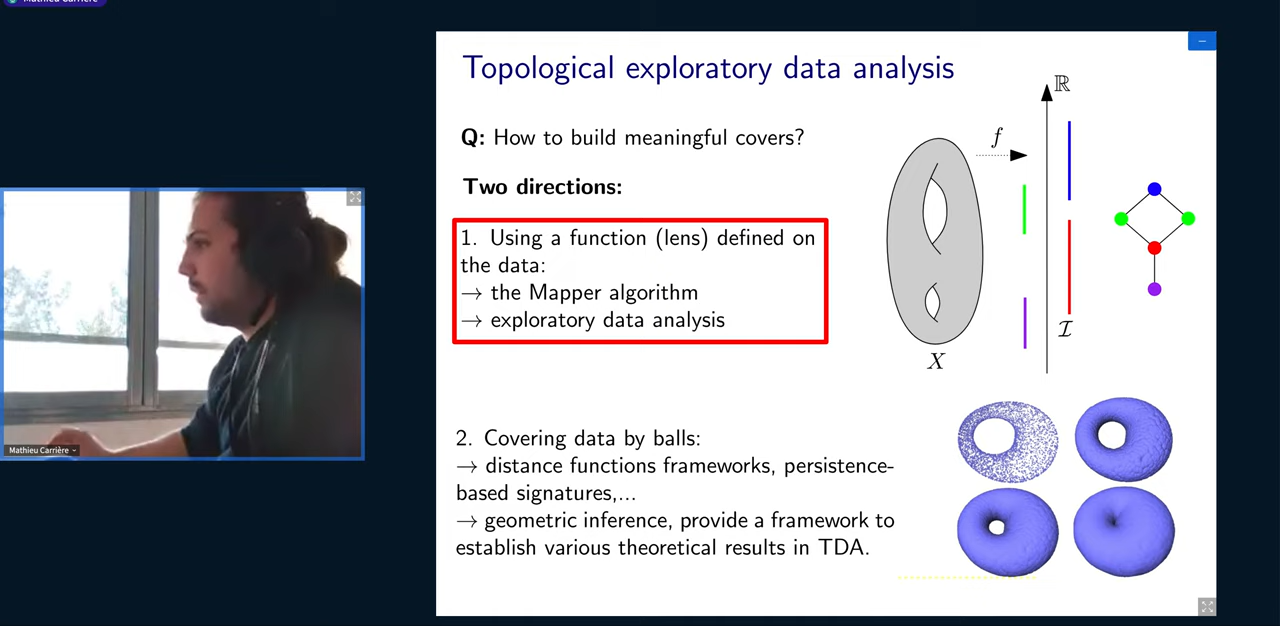 Mathieu Carrière
Topological exploratory data analysis
Q: How to build meaningful covers?
Two directions:
1. Using a function (lens) defined on
the data:
→ the Mapper algorithm
→ exploratory data analysis
f
ℝ
X
ℐ
2. Covering data by balls:
→ distance functions frameworks, persistence-
based signatures,...
→ geometric inference, provide a framework to
establish various theoretical results in TDA.
Mathieu Carrière